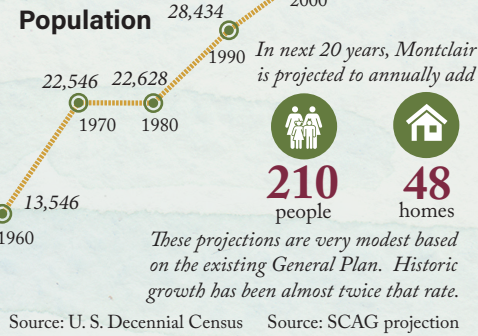 2000
Population
28,434
1990
In next 20 years, Montclair
is projected to annually add
22,546
22,628
1970
1980
210
people
48
homes
13,546
1960
These projections are very modest based
on the existing General Plan. Historic
growth has been almost twice that rate.
Source: U. S. Decennial Census
Source: SCAG projection